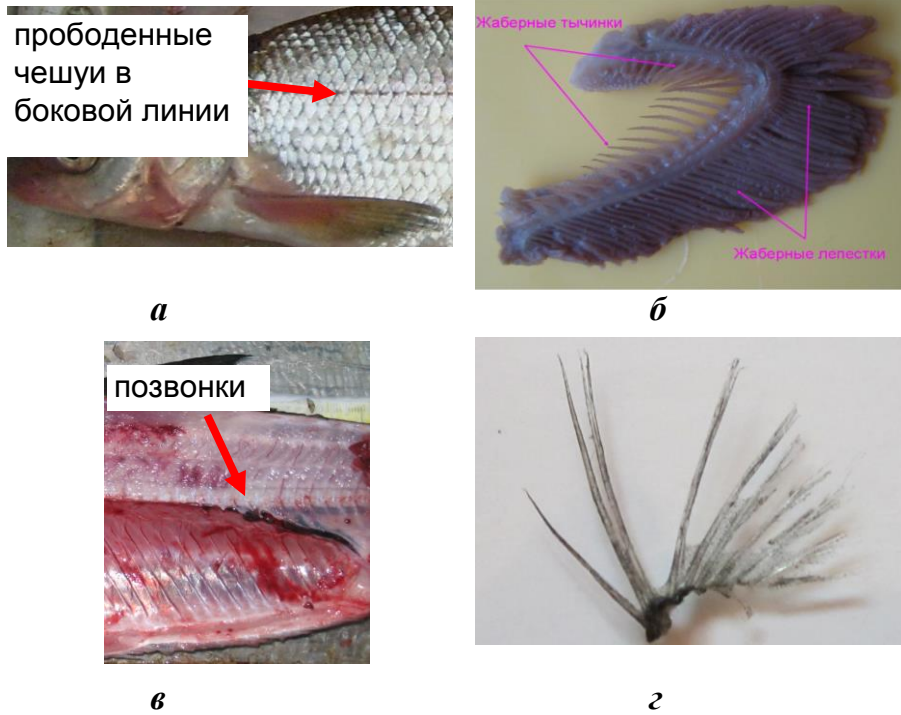 прободенные
чешуи в
боковой линии
Жаберные тычинки
Жаберные лепестки
а
б
позвонки
в
г